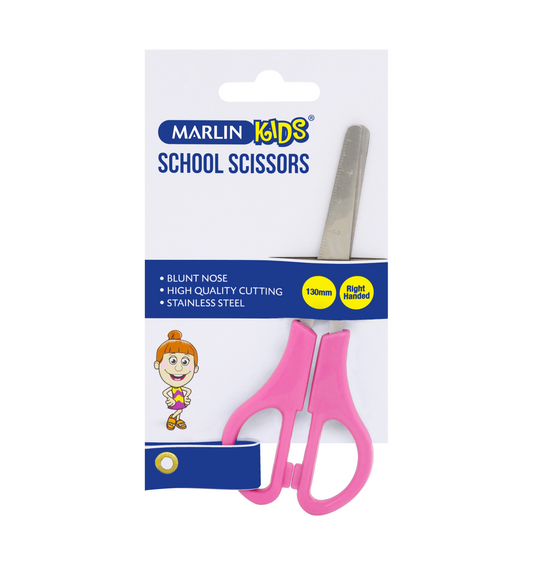 MARLIN KIDS®
SCHOOL SCISSORS
• BLUNT NOSE
• HIGH QUALITY CUTTING
• STAINLESS STEEL
130mm
Right
Handed